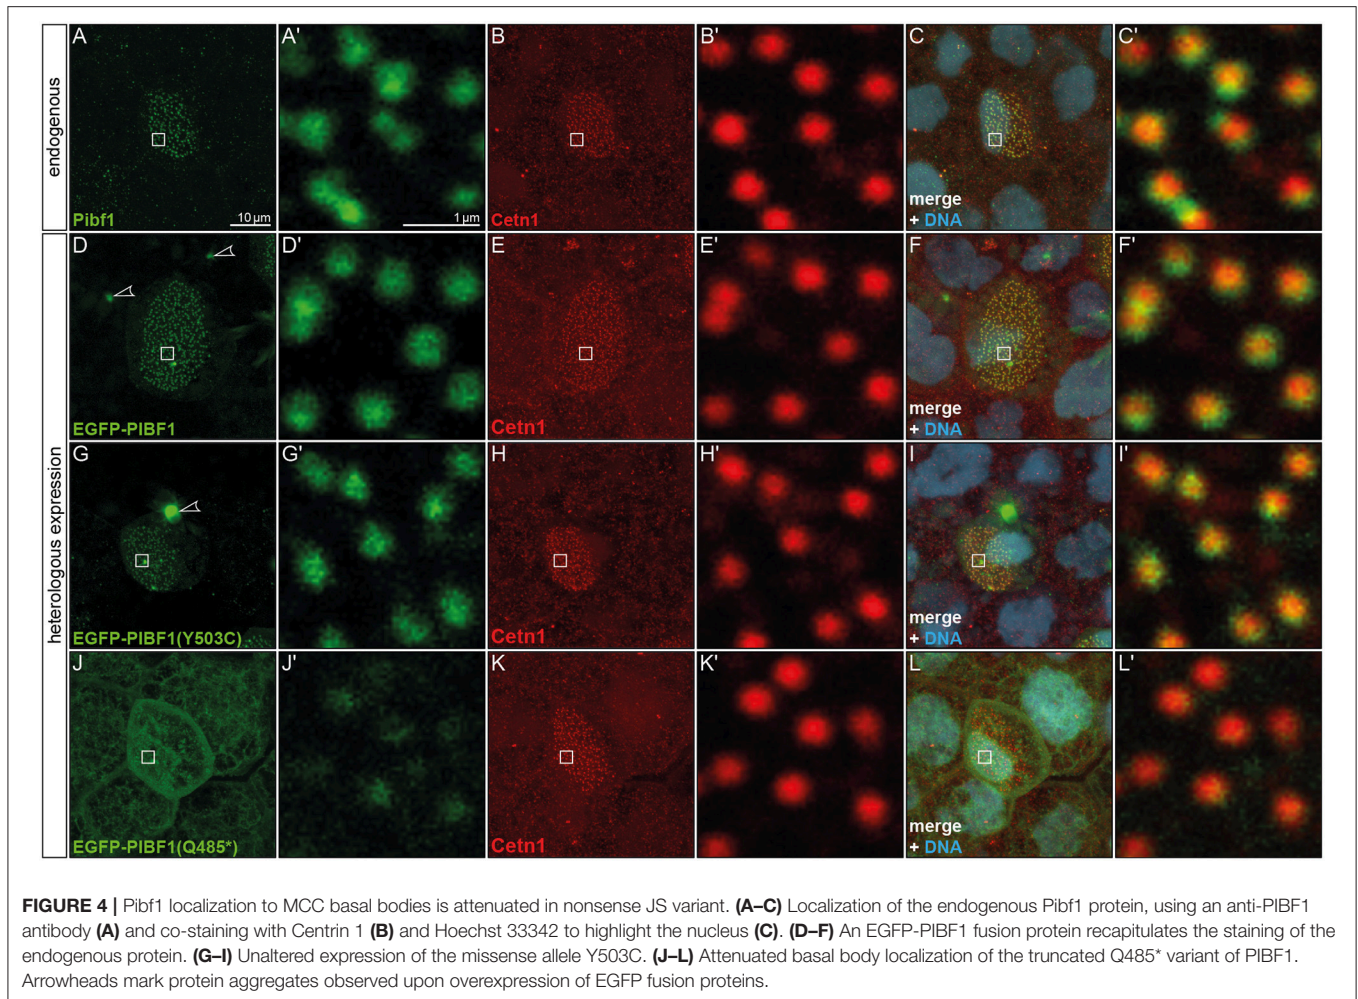 endogenous
A
A'
B
B'
C
C'
Pibf1
10 µm
1 µm
Cetn1
merge
+ DNA
heterologous expression
D
D'
E
E'
F
F'
EGFP-PIBF1
Cetn1
merge
+ DNA
G
G'
H
H'
I
I'
EGFP-PIBF1(Y503C)
Cetn1
merge
+ DNA
J
J'
K
K'
L
L'
EGFP-PIBF1(Q485*)
Cetn1
merge
+ DNA
FIGURE 4 | Pibf1 localization to MCC basal bodies is attenuated in nonsense JS variant. (A–C) Localization of the endogenous Pibf1 protein, using an anti-PIBF1
antibody (A) and co-staining with Centrin 1 (B) and Hoechst 33342 to highlight the nucleus (C). (D–F) An EGFP-PIBF1 fusion protein recapitulates the staining of the
endogenous protein. (G–I) Unaltered expression of the missense allele Y503C. (J–L) Attenuated basal body localization of the truncated Q485* variant of PIBF1.
Arrowheads mark protein aggregates observed upon overexpression of EGFP fusion proteins.